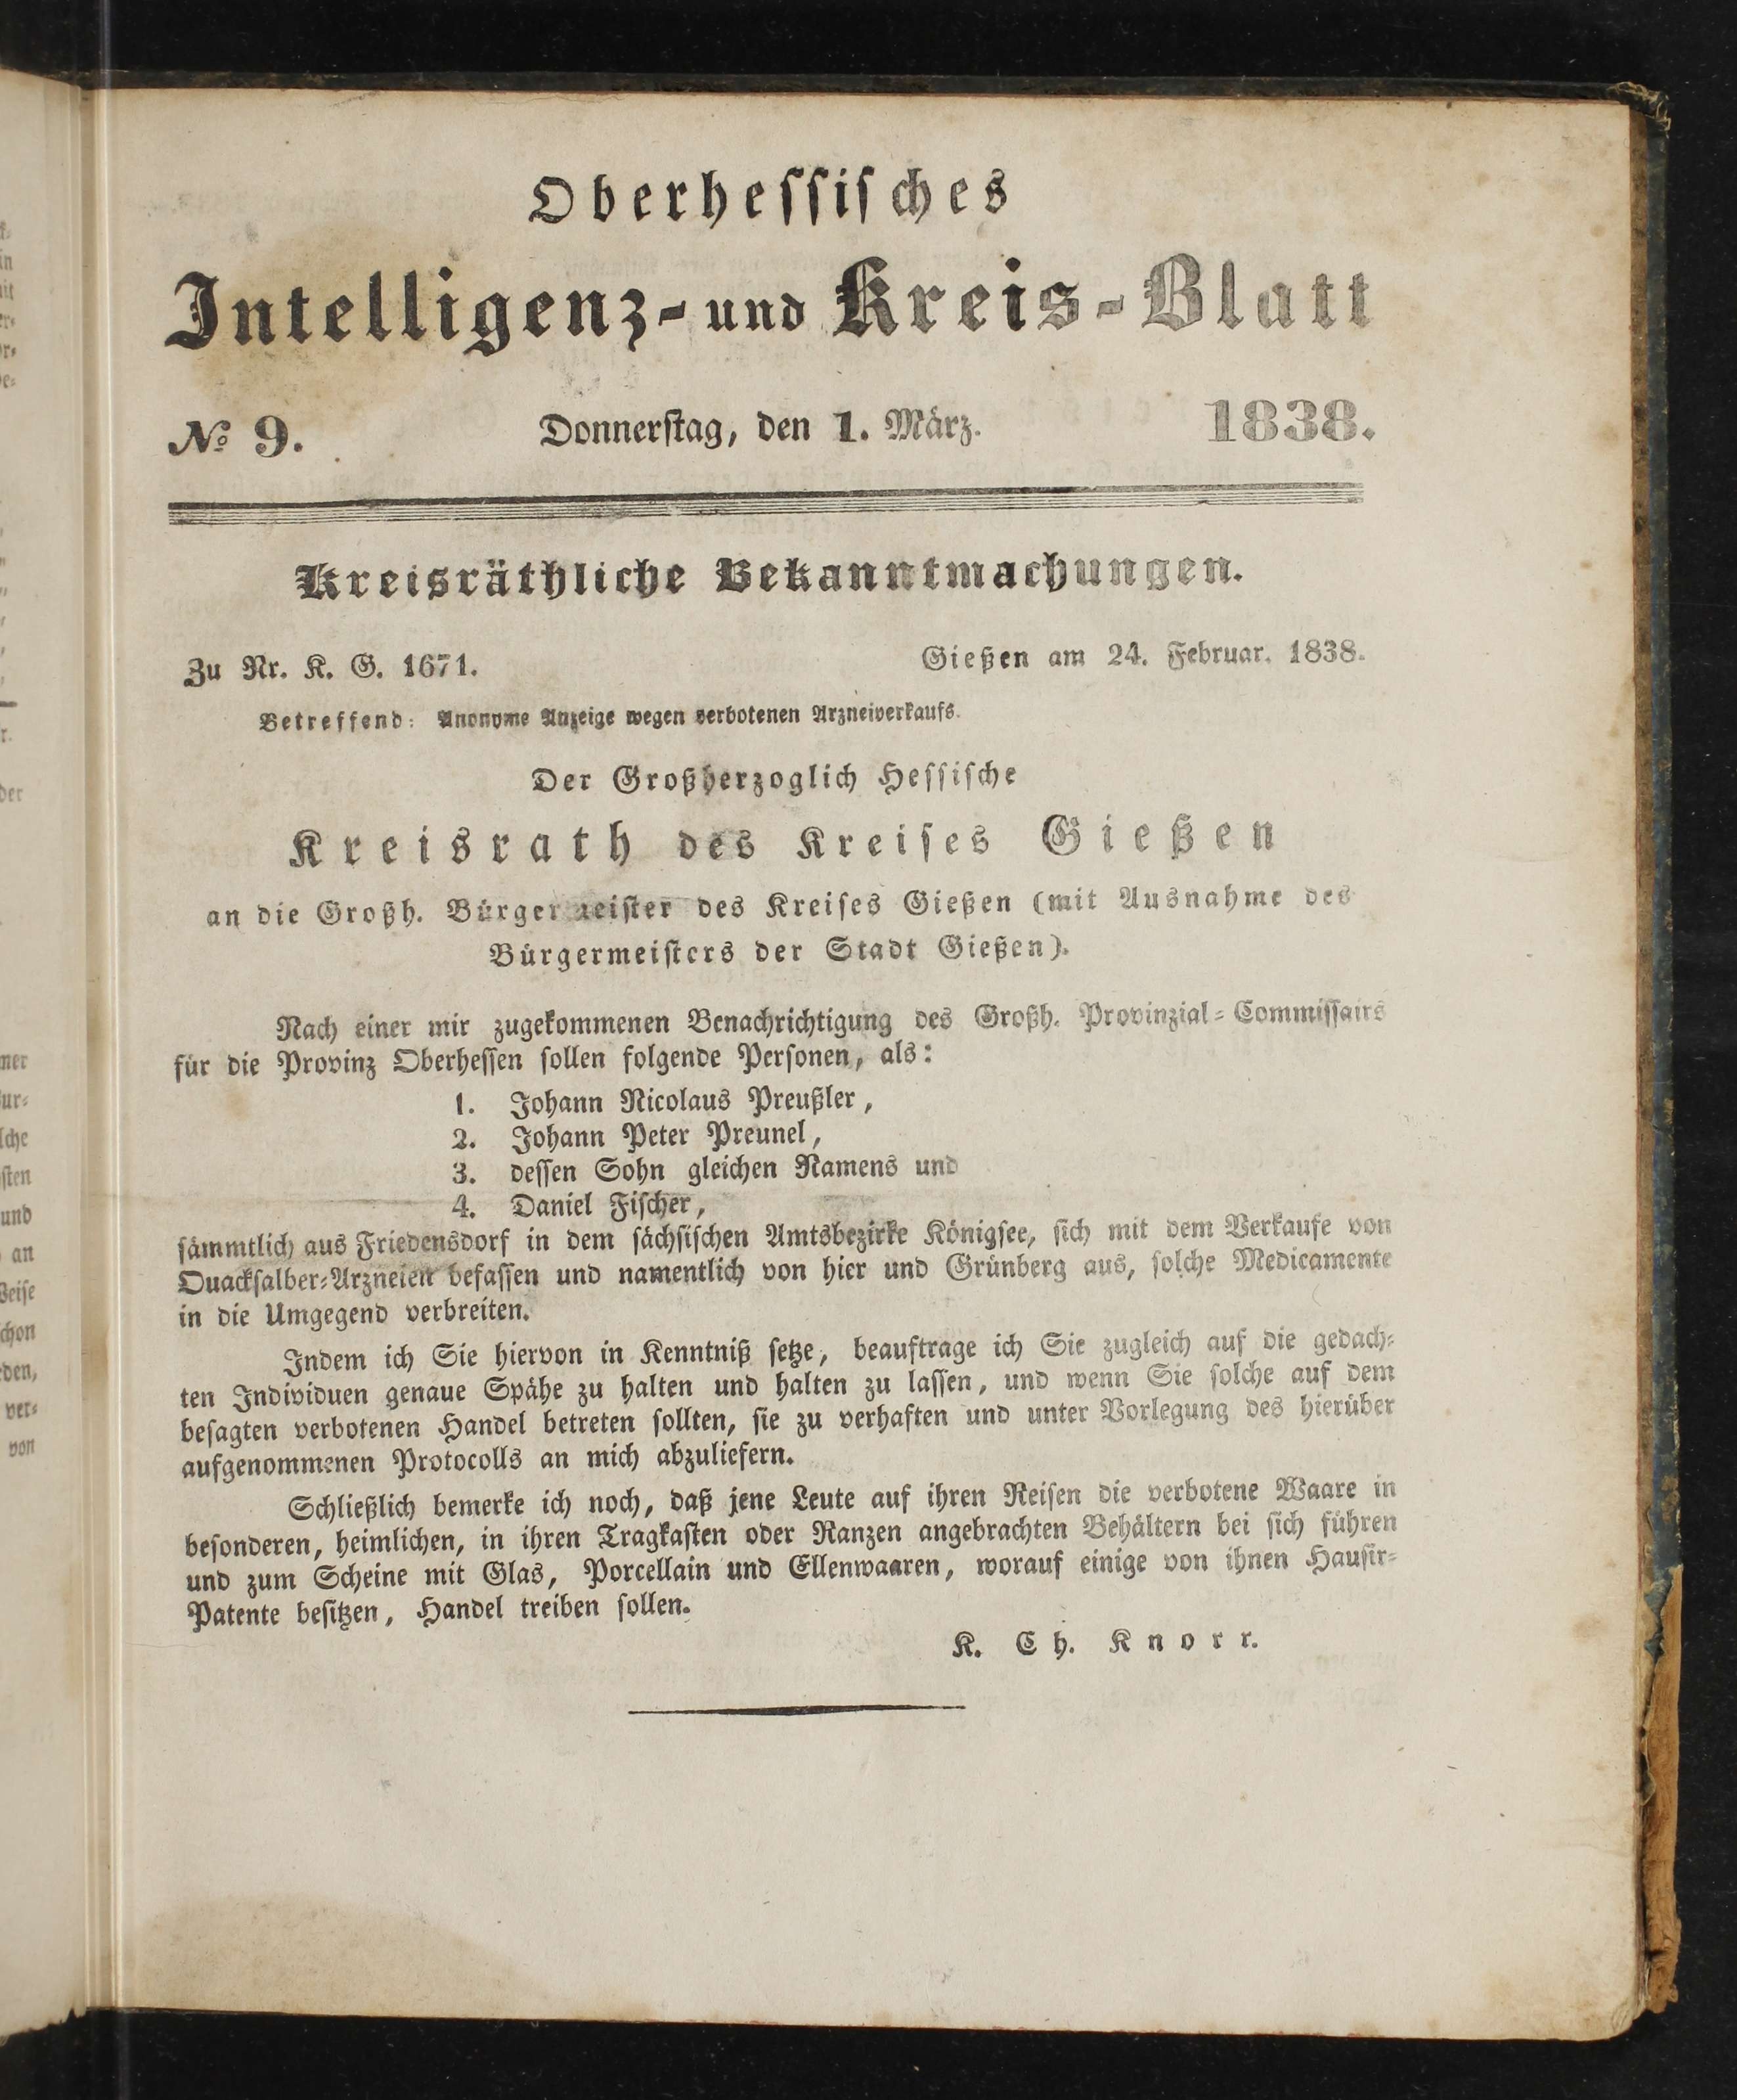 Oberhessisches
Intelligenz- und Kreis-Blatt
№ 9. Donnerstag, den 1. März. 1838.
Kreisräthliche Bekanntmachungen.
Zu Nr. K. G. 1671. Gießen am 24. Februar. 1838.
Betreffend: Anonyme Anzeige wegen verbotenen Arzneiverkaufs.
Der Großherzoglich Hessische
Kreisrath des Kreises Gießen
an die Großh. Bürgermeister des Kreises Gießen (mit Ausnahme des
Bürgermeisters der Stadt Gießen).
Nach einer mir zugekommenen Benachrichtigung des Großh. Provinzial-Commissairs
für die Provinz Oberhessen sollen folgende Personen, als:
1. Johann Nicolaus Preußler,
2. Johann Peter Preunel,
3. dessen Sohn gleichen Namens und
4. Daniel Fischer,
sämmtlich aus Friedensdorf in dem sächsischen Amtsbezirke Königsee, sich mit dem Verkaufe von
Quacksalber-Arzneien befassen und namentlich von hier und Grünberg aus, solche Medicamente
in die Umgegend verbreiten.
Indem ich Sie hiervon in Kenntniß setze, beauftrage ich Sie zugleich auf die gedach-
ten Individuen genaue Spähe zu halten und halten zu lassen, und wenn Sie solche auf dem
besagten verbotenen Handel betreten sollten, sie zu verhaften und unter Vorlegung des hierüber
aufgenommenen Protocolls an mich abzuliefern.
Schließlich bemerke ich noch, daß jene Leute auf ihren Reisen die verbotene Waare in
besonderen, heimlichen, in ihren Tragkasten oder Ranzen angebrachten Behältern bei sich führen
und zum Scheine mit Glas, Porcellain und Ellenwaaren, worauf einige von ihnen Hausir-
Patente besitzen, Handel treiben sollen.
K. Ch. Knorr.